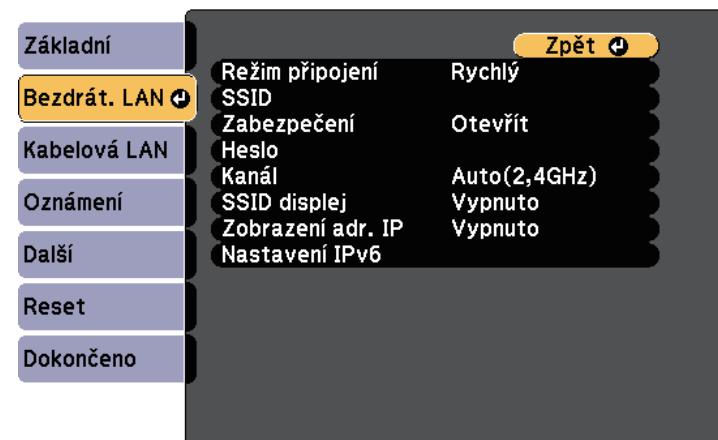 Základní
Bezdrát. LAN
Kabelová LAN
Oznámení
Další
Reset
Dokončeno
Zpět
Režim připojení Rychlý
SSID
Zabezpečení Otevřít
Heslo
Kanál Auto(2,4GHz)
SSID displej Vypnuto
Zobrazení adr. IP Vypnuto
Nastavení IPv6